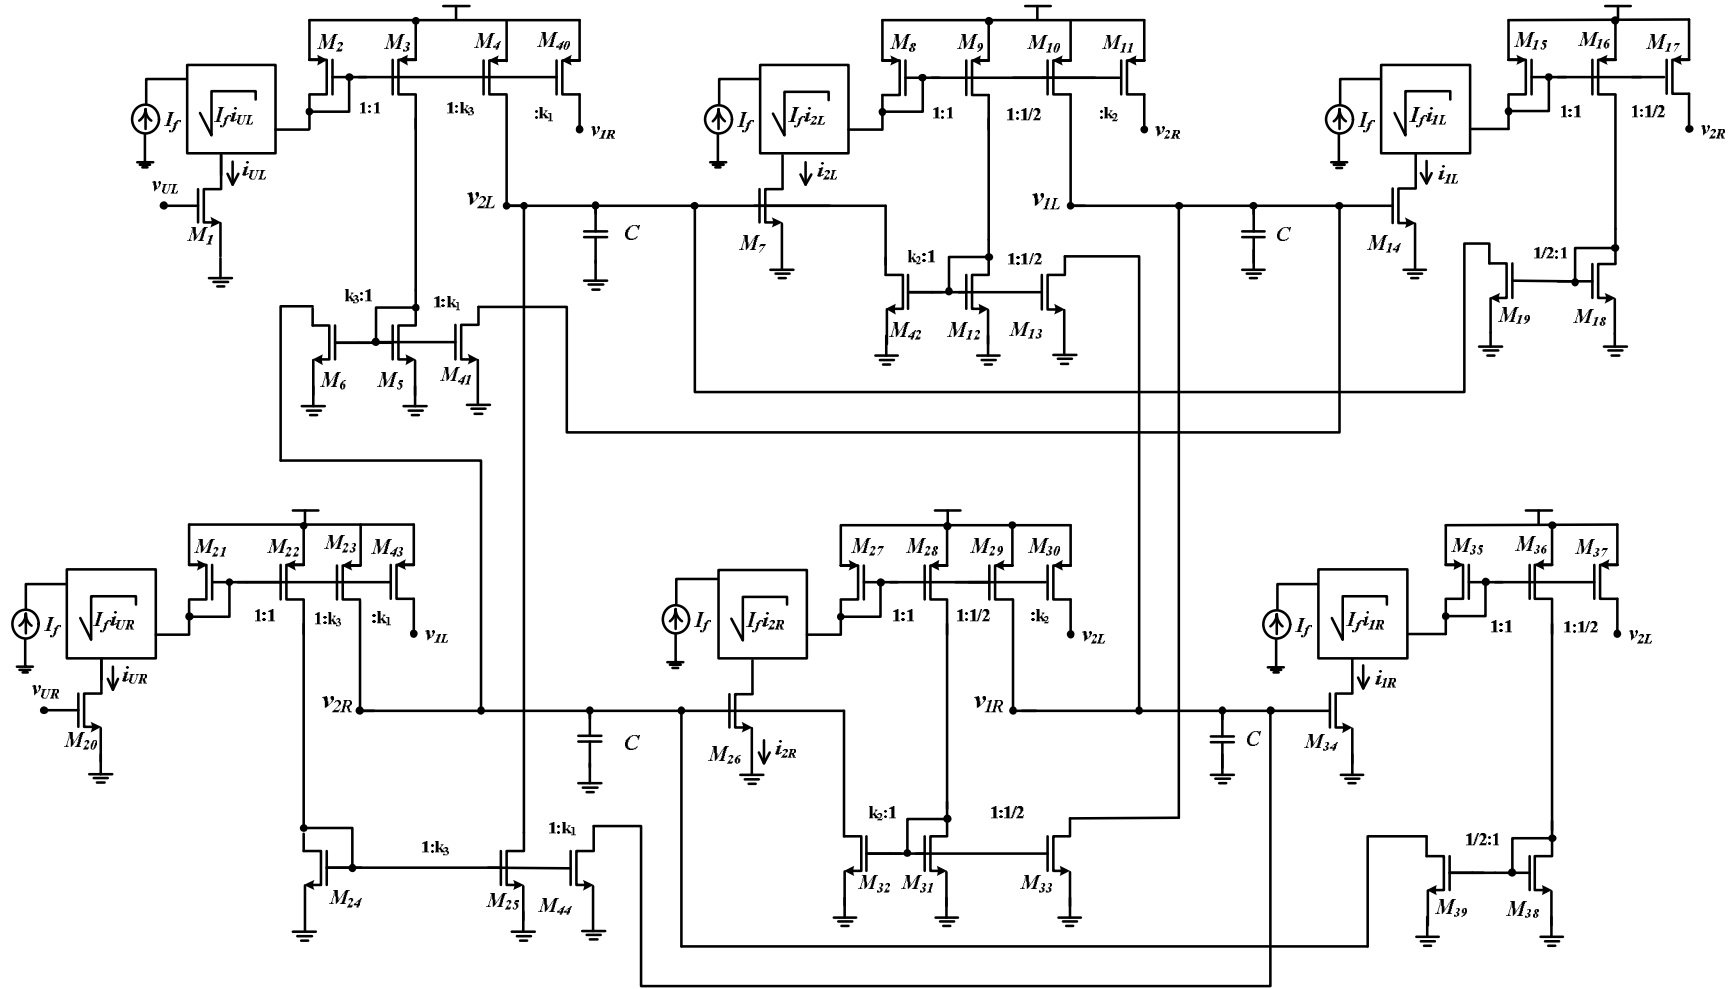 M2 M3 M4 M40
If √If iUL 1:1 1:k3 :k1 v1R
vUL iUL M1
M8 M9 M10 M11
If √If i2L 1:1 1:1/2 :k2 v2R
v2L C i2L M7
M15 M16 M17
If √If i1L 1:1 1:1/2 v2R
v1L C i1L M14
k3:1 1:k1
M6 M5 M41
k2:1 1:1/2
M42 M12 M13
1/2:1
M19 M18
M21 M22 M23 M43
If √If iUR 1:1 1:k3 :k1 v1L
vUR iUR M20
M27 M28 M29 M30
If √If i2R 1:1 1:1/2 :k2 v2L
v2R C M26 i2R
M35 M36 M37
If √If i1R 1:1 1:1/2 v2L
v1R C i1R M34
1:k3 1:k1
M24 M25 M44
k2:1 1:1/2
M32 M31 M33
1/2:1
M39 M38